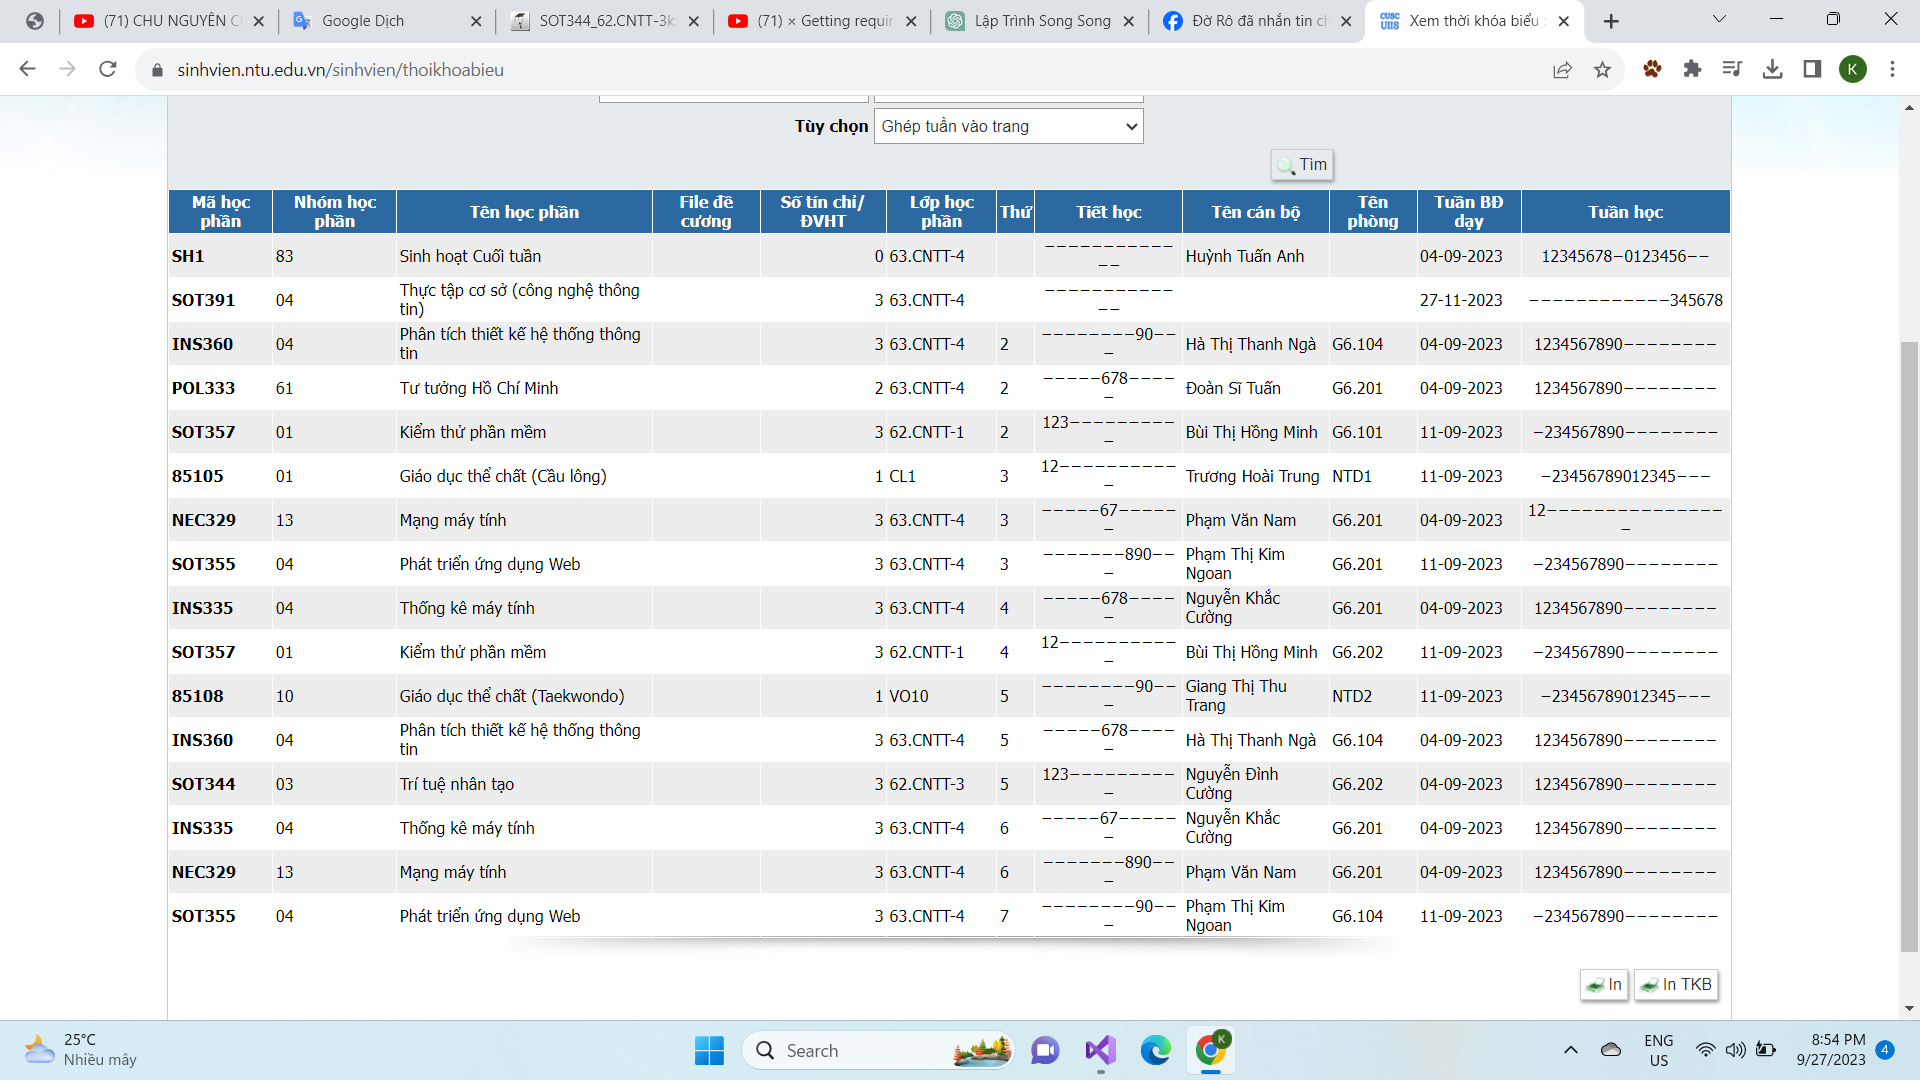 (71) CHU NGUYÊN C
Google Dịch
SOT344_62.CNTT-3k
(71) × Getting requir
Lập Trình Song Song
Đờ Rô đã nhắn tin ch
CUSC UIIS
Xem thời khóa biểu
sinhvien.ntu.edu.vn/sinhvien/thoikhoabieu
K
Tùy chọn Ghép tuần vào trang
Tìm
Mã học phần Nhóm học phần Tên học phần File đề cương Số tín chỉ/ ĐVHT Lớp học phần Thứ Tiết học Tên cán bộ Tên phòng Tuần BĐ dạy Tuần học
SH1 83 Sinh hoạt Cuối tuần 0 63.CNTT-4 ------------- Huỳnh Tuấn Anh 04-09-2023 12345678-0123456--
SOT391 04 Thực tập cơ sở (công nghệ thông tin) 3 63.CNTT-4 ------------- 27-11-2023 ------------345678
INS360 04 Phân tích thiết kế hệ thống thông tin 3 63.CNTT-4 2 --------90--- Hà Thị Thanh Ngà G6.104 04-09-2023 1234567890--------
POL333 61 Tư tưởng Hồ Chí Minh 2 63.CNTT-4 2 -----678----- Đoàn Sĩ Tuấn G6.201 04-09-2023 1234567890--------
SOT357 01 Kiểm thử phần mềm 3 62.CNTT-1 2 123---------- Bùi Thị Hồng Minh G6.101 11-09-2023 -234567890--------
85105 01 Giáo dục thể chất (Cầu lông) 1 CL1 3 12----------- Trương Hoài Trung NTD1 11-09-2023 -23456789012345---
NEC329 13 Mạng máy tính 3 63.CNTT-4 3 -----67------ Phạm Văn Nam G6.201 04-09-2023 12----------------
SOT355 04 Phát triển ứng dụng Web 3 63.CNTT-4 3 -------890--- Phạm Thị Kim Ngoan G6.201 11-09-2023 -234567890--------
INS335 04 Thống kê máy tính 3 63.CNTT-4 4 -----678----- Nguyễn Khắc Cường G6.201 04-09-2023 1234567890--------
SOT357 01 Kiểm thử phần mềm 3 62.CNTT-1 4 12----------- Bùi Thị Hồng Minh G6.202 11-09-2023 -234567890--------
85108 10 Giáo dục thể chất (Taekwondo) 1 VO10 5 --------90--- Giang Thị Thu Trang NTD2 11-09-2023 -23456789012345---
INS360 04 Phân tích thiết kế hệ thống thông tin 3 63.CNTT-4 5 -----678----- Hà Thị Thanh Ngà G6.104 04-09-2023 1234567890--------
SOT344 03 Trí tuệ nhân tạo 3 62.CNTT-3 5 123---------- Nguyễn Đình Cường G6.202 04-09-2023 1234567890--------
INS335 04 Thống kê máy tính 3 63.CNTT-4 6 -----67------ Nguyễn Khắc Cường G6.201 04-09-2023 1234567890--------
NEC329 13 Mạng máy tính 3 63.CNTT-4 6 -------890--- Phạm Văn Nam G6.201 04-09-2023 1234567890--------
SOT355 04 Phát triển ứng dụng Web 3 63.CNTT-4 7 --------90--- Phạm Thị Kim Ngoan G6.104 11-09-2023 -234567890--------
In In TKB
25°C
Nhiều mây
Search
K
ENG
US
8:54 PM
9/27/2023
4